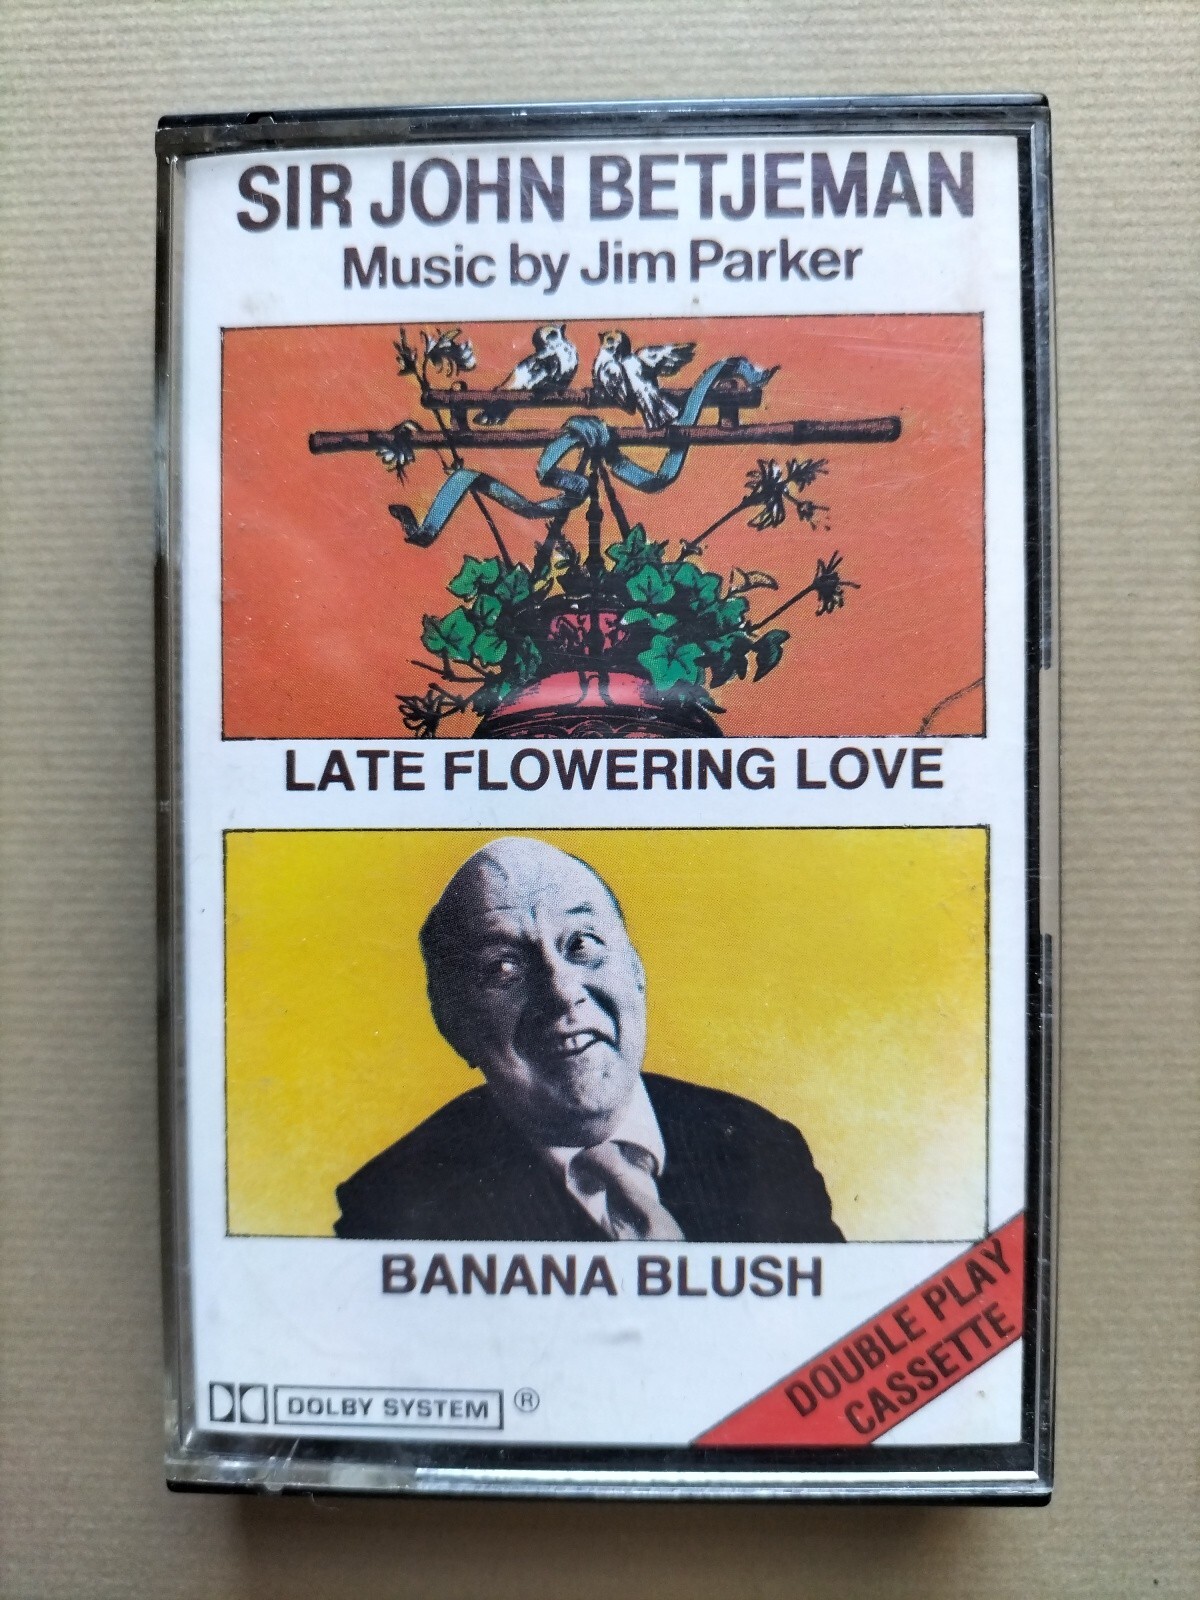 SIR JOHN BETJEMAN
Music by Jim Parker
LATE FLOWERING LOVE
BANANA BLUSH
DOUBLE PLAY
CASSETTE
DOLBY SYSTEM ®